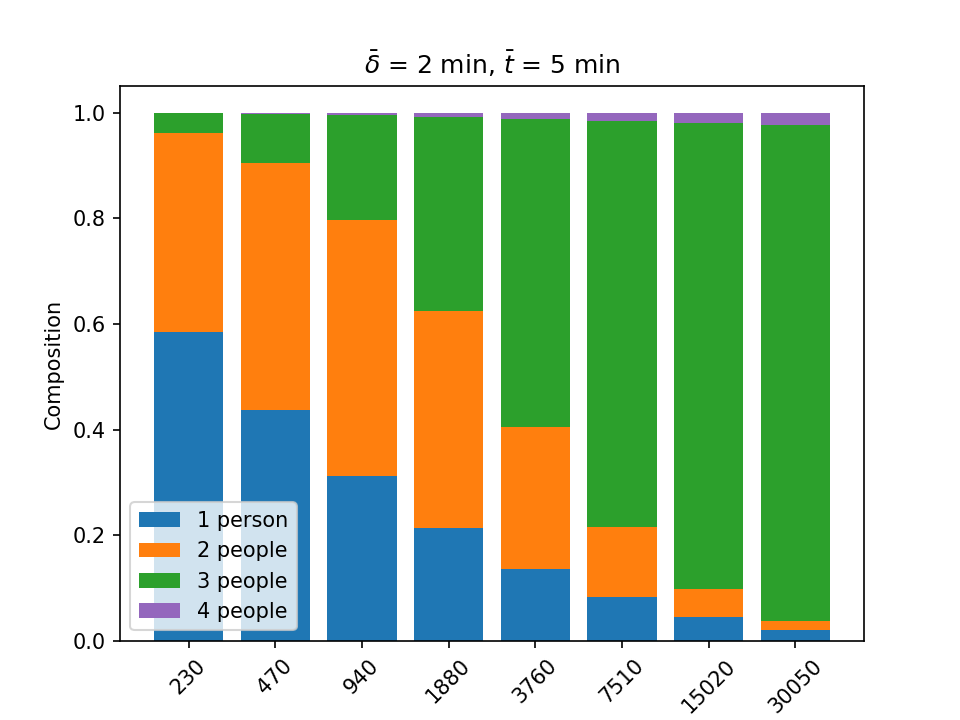 δ̄ = 2 min, t̄ = 5 min
Composition
1.0
0.8
0.6
0.4
0.2
0.0
1 person
2 people
3 people
4 people
230 470 940 1880 3760 7510 15020 30050